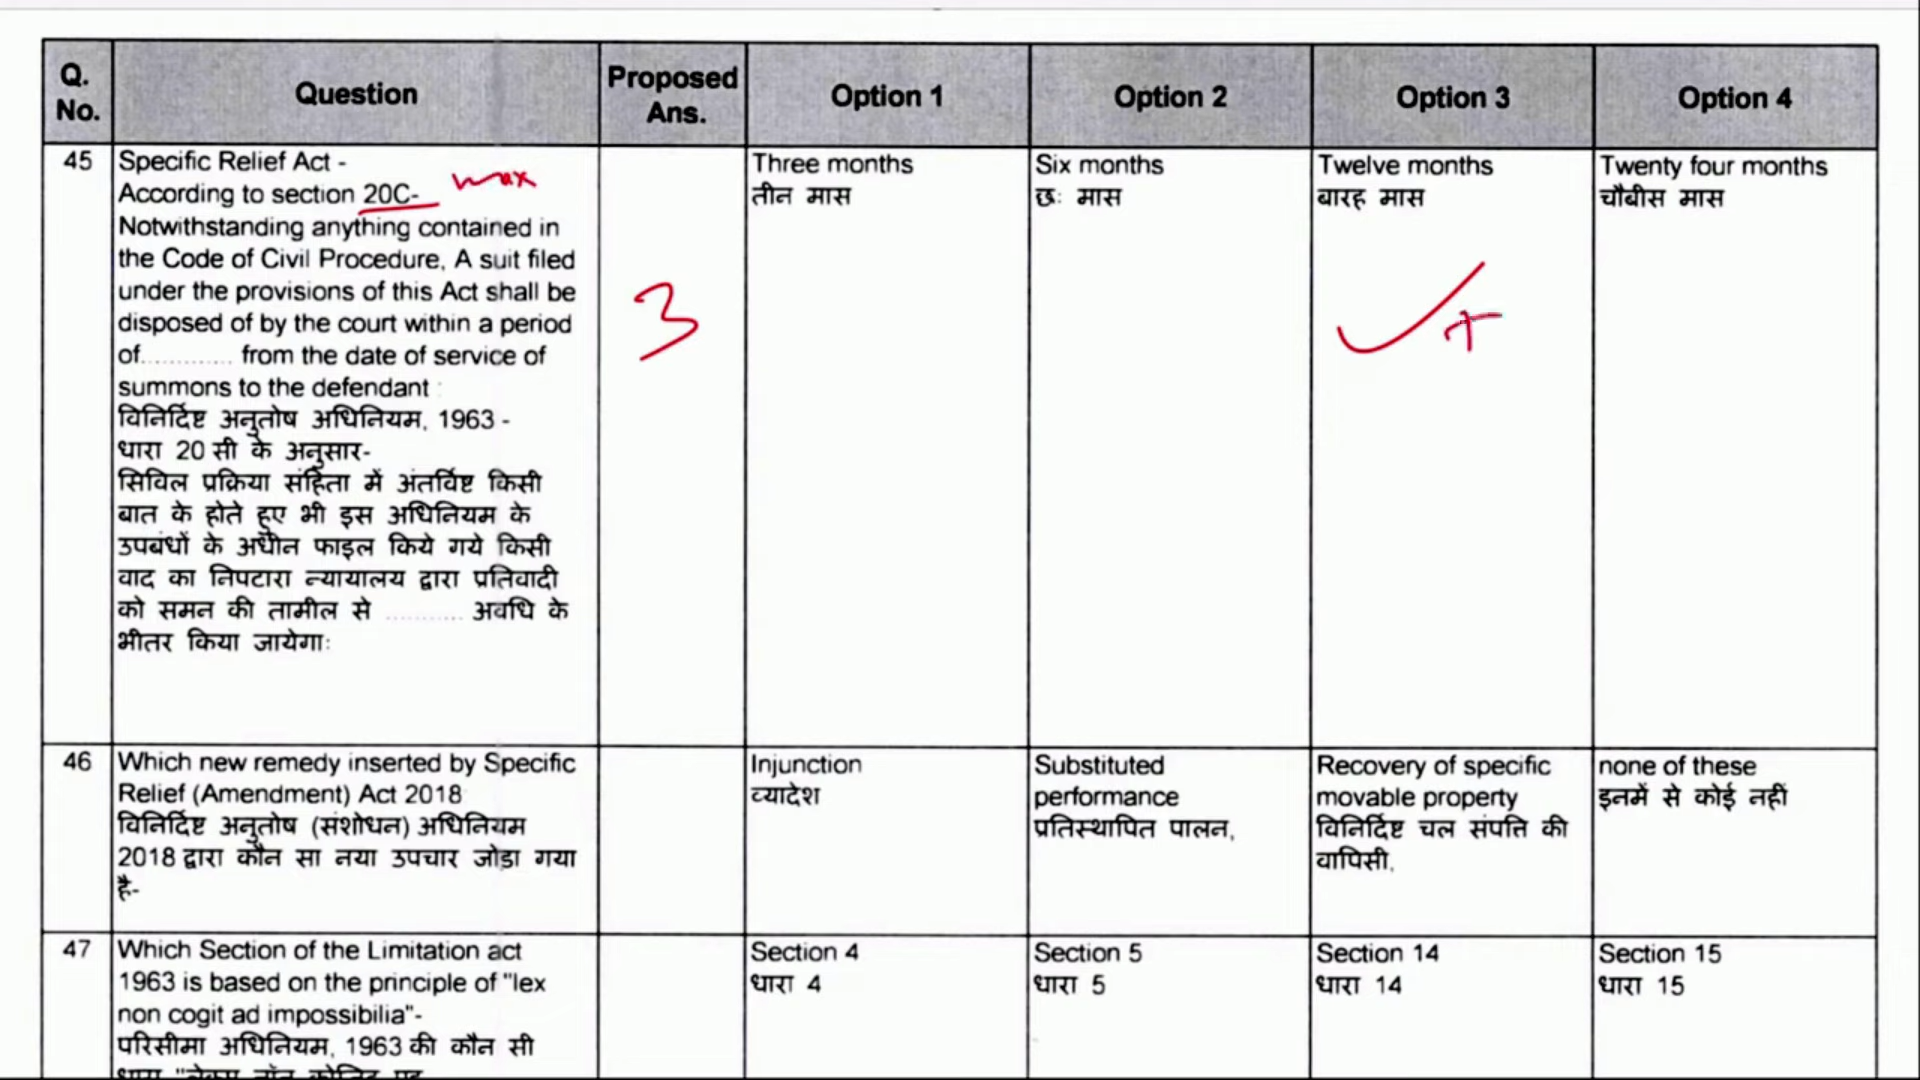 Q. No.
Question
Proposed Ans.
Option 1
Option 2
Option 3
Option 4
45
Specific Relief Act -
According to section 20C-
max
Notwithstanding anything contained in
the Code of Civil Procedure, A suit filed
under the provisions of this Act shall be
disposed of by the court within a period
of............ from the date of service of
summons to the defendant :
विनिर्दिष्ट अनुतोष अधिनियम, 1963 -
धारा 20 सी के अनुसार-
सिविल प्रक्रिया संहिता में अंतर्विष्ट किसी
बात के होते हुए भी इस अधिनियम के
उपबंधों के अधीन फाइल किये गये किसी
वाद का निपटारा न्यायालय द्वारा प्रतिवादी
को समन की तामील से ............ अवधि के
भीतर किया जायेगा:
3
Three months
तीन मास
Six months
छः मास
Twelve months
बारह मास
Twenty four months
चौबीस मास
46
Which new remedy inserted by Specific
Relief (Amendment) Act 2018
विनिर्दिष्ट अनुतोष (संशोधन) अधिनियम
2018 द्वारा कौन सा नया उपचार जोड़ा गया
है-
Injunction
व्यादेश
Substituted
performance
प्रतिस्थापित पालन,
Recovery of specific
movable property
विनिर्दिष्ट चल संपत्ति की
वापिसी,
none of these
इनमें से कोई नहीं
47
Which Section of the Limitation act
1963 is based on the principle of "lex
non cogit ad impossibilia"-
परिसीमा अधिनियम, 1963 की कौन सी
Section 4
धारा 4
Section 5
धारा 5
Section 14
धारा 14
Section 15
धारा 15